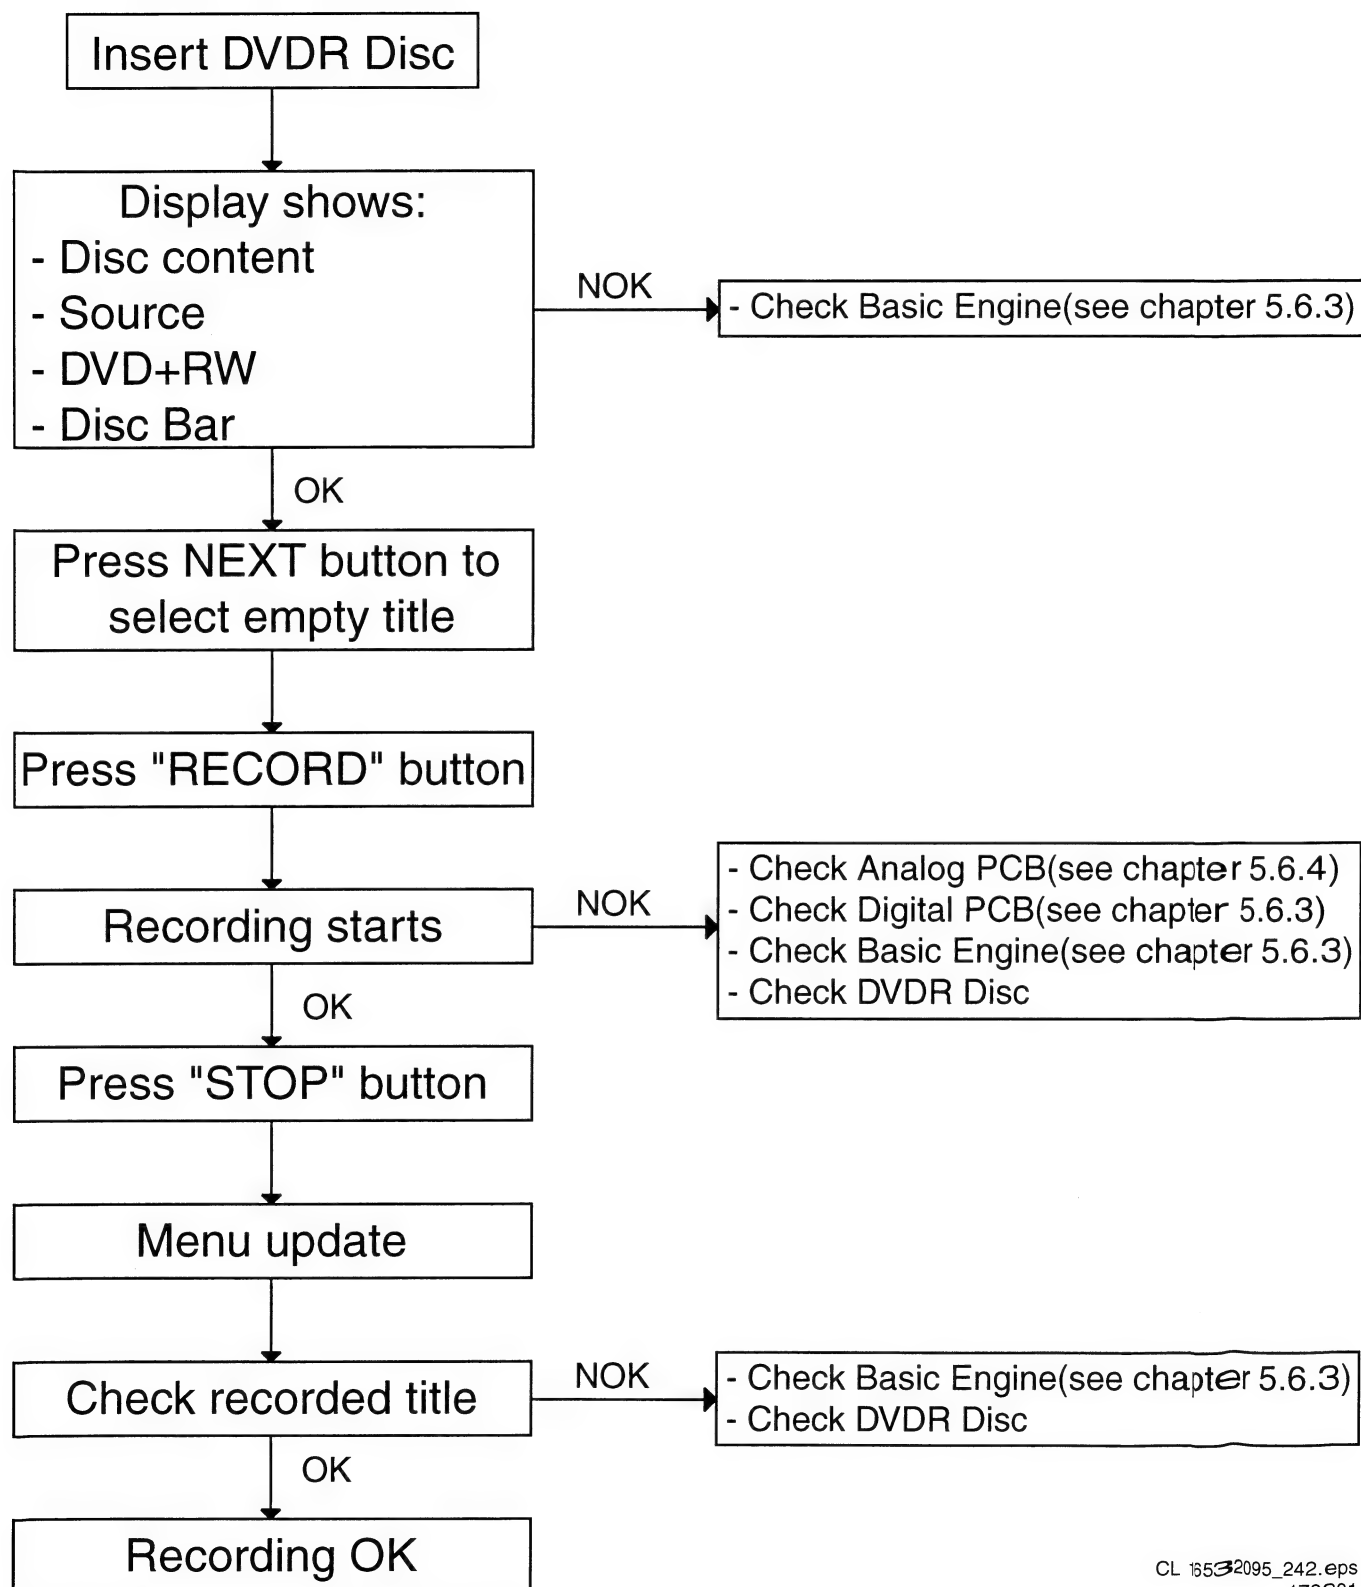 Insert DVDR Disc
Display shows:
- Disc content
- Source
- DVD+RW
- Disc Bar
NOK
- Check Basic Engine(see chapter 5.6.3)
OK
Press NEXT button to
select empty title
Press "RECORD" button
Recording starts
NOK
- Check Analog PCB(see chapter 5.6.4)
- Check Digital PCB(see chapter 5.6.3)
- Check Basic Engine(see chapter 5.6.3)
- Check DVDR Disc
OK
Press "STOP" button
Menu update
Check recorded title
NOK
- Check Basic Engine(see chapter 5.6.3)
- Check DVDR Disc
OK
Recording OK
CL 16532095_242.eps